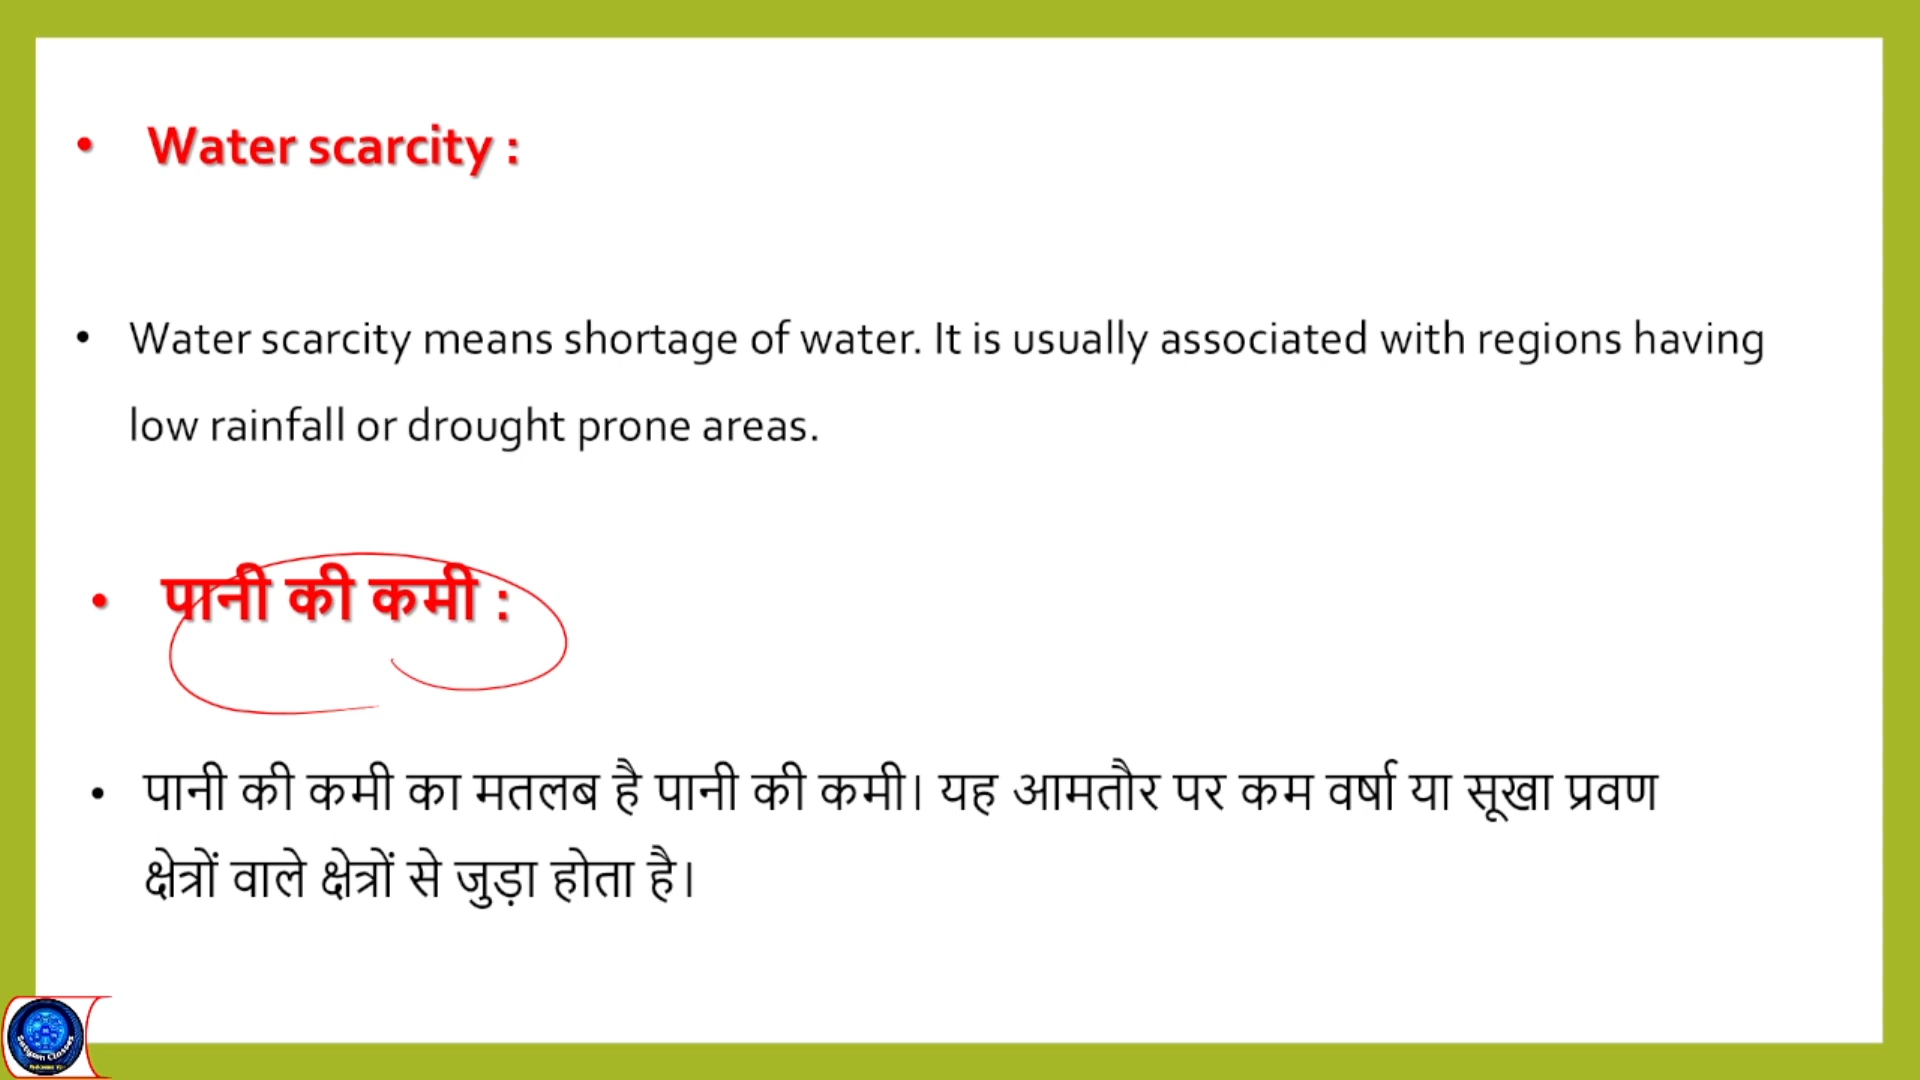 • Water scarcity :
• Water scarcity means shortage of water. It is usually associated with regions having
low rainfall or drought prone areas.
• पानी की कमी :
• पानी की कमी का मतलब है पानी की कमी। यह आमतौर पर कम वर्षा या सूखा प्रवण
क्षेत्रों वाले क्षेत्रों से जुड़ा होता है।